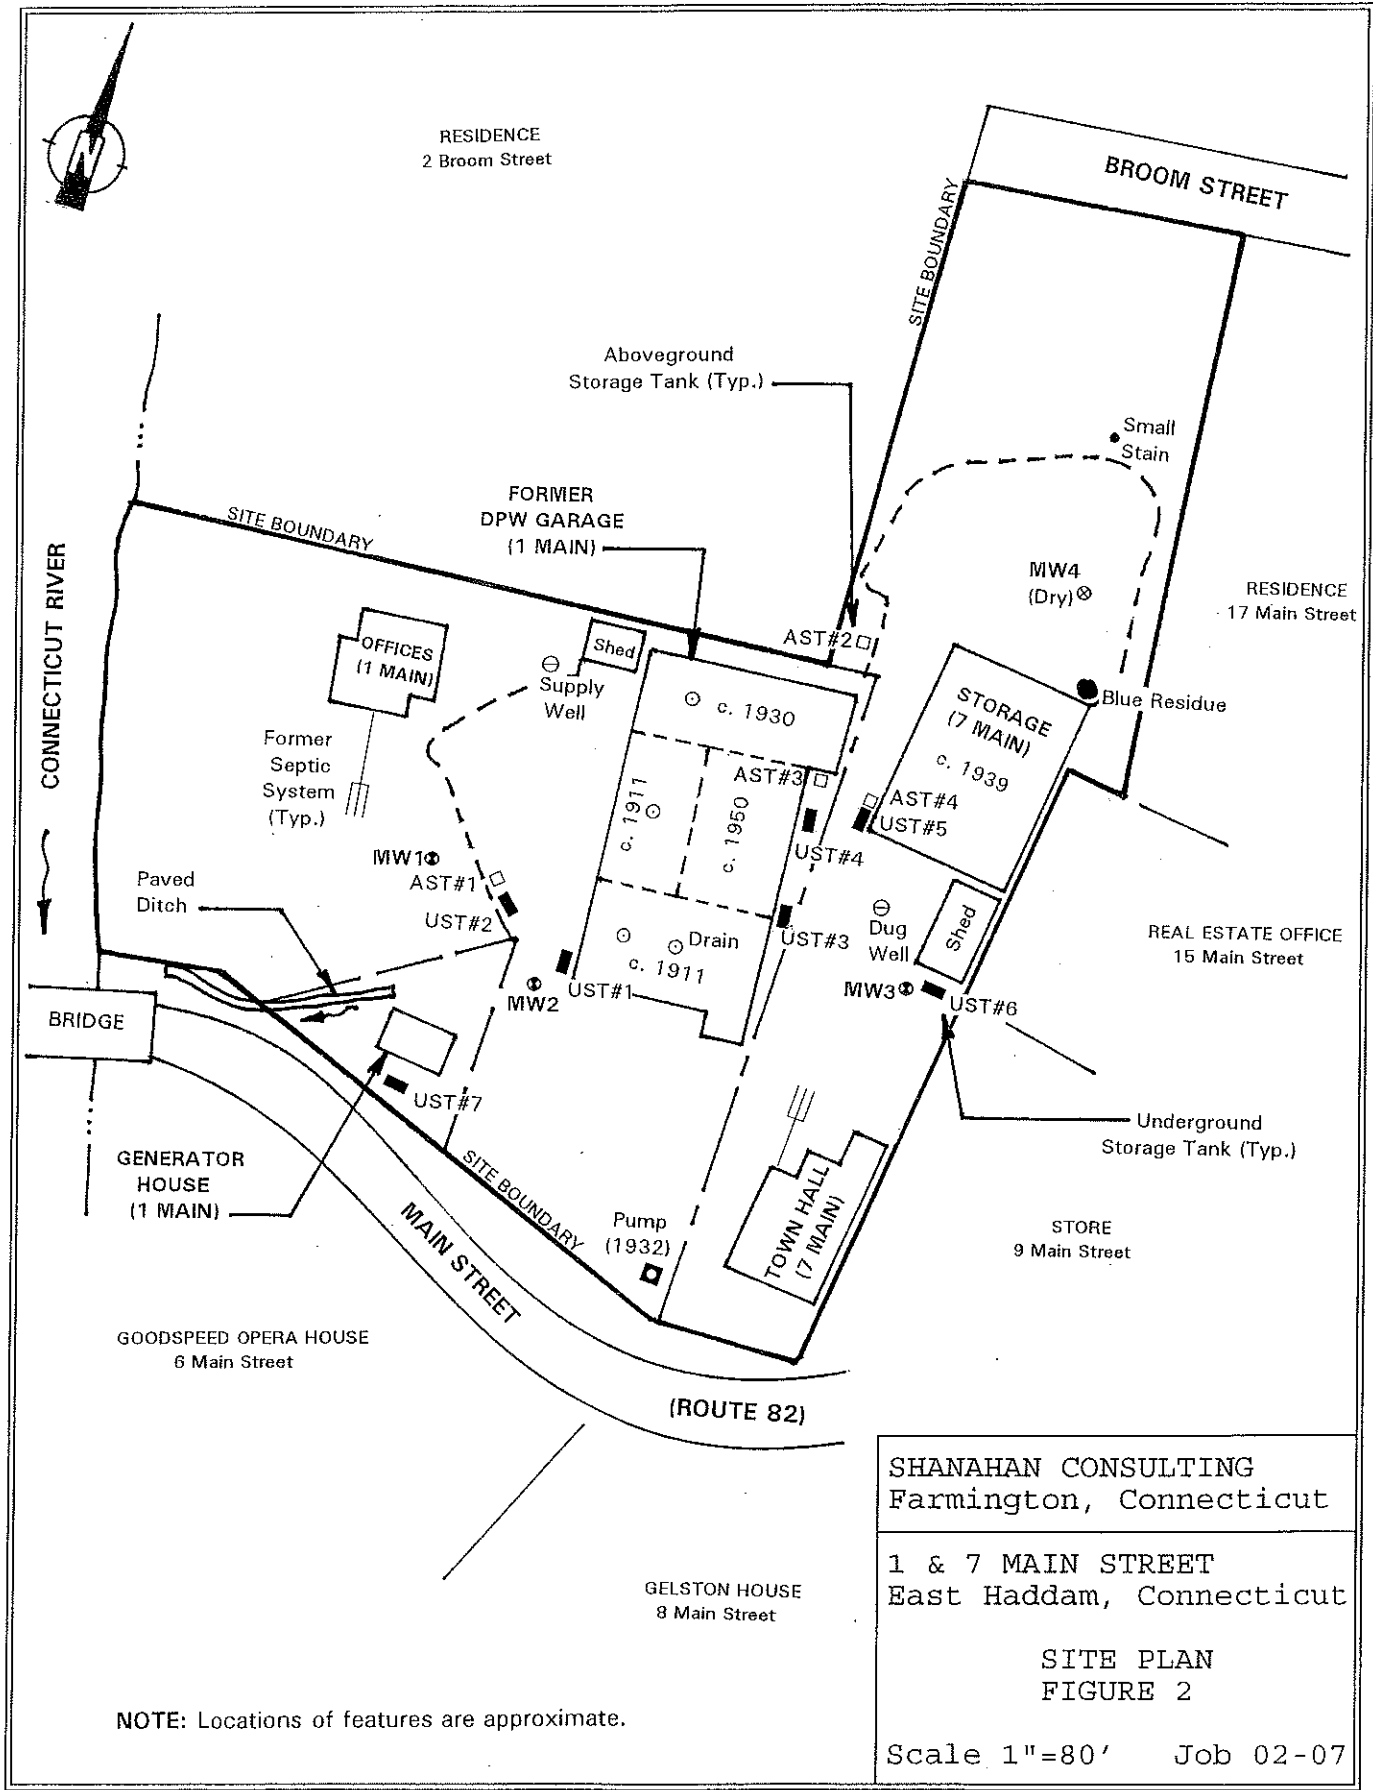 RESIDENCE
2 Broom Street
BROOM STREET
SITE BOUNDARY
Aboveground
Storage Tank (Typ.)
Small
Stain
FORMER
DPW GARAGE
(1 MAIN)
SITE BOUNDARY
CONNECTICUT RIVER
MW4
(Dry)
RESIDENCE
17 Main Street
OFFICES
(1 MAIN)
Shed
AST#2
Supply
Well
c. 1930
STORAGE
(7 MAIN)
c. 1939
Blue Residue
Former
Septic
System
(Typ.)
c. 1911
c. 1950
AST#3
AST#4
UST#5
UST#4
MW1
AST#1
UST#2
Paved
Ditch
Drain
c. 1911
UST#3
Dug
Well
Shed
REAL ESTATE OFFICE
15 Main Street
MW2
UST#1
MW3
UST#6
BRIDGE
UST#7
Underground
Storage Tank (Typ.)
GENERATOR
HOUSE
(1 MAIN)
SITE BOUNDARY
MAIN STREET
Pump
(1932)
TOWN HALL
(7 MAIN)
STORE
9 Main Street
GOODSPEED OPERA HOUSE
6 Main Street
(ROUTE 82)
GELSTON HOUSE
8 Main Street
SHANAHAN CONSULTING
Farmington, Connecticut
1 & 7 MAIN STREET
East Haddam, Connecticut
SITE PLAN
FIGURE 2
Scale 1"=80' Job 02-07
NOTE: Locations of features are approximate.